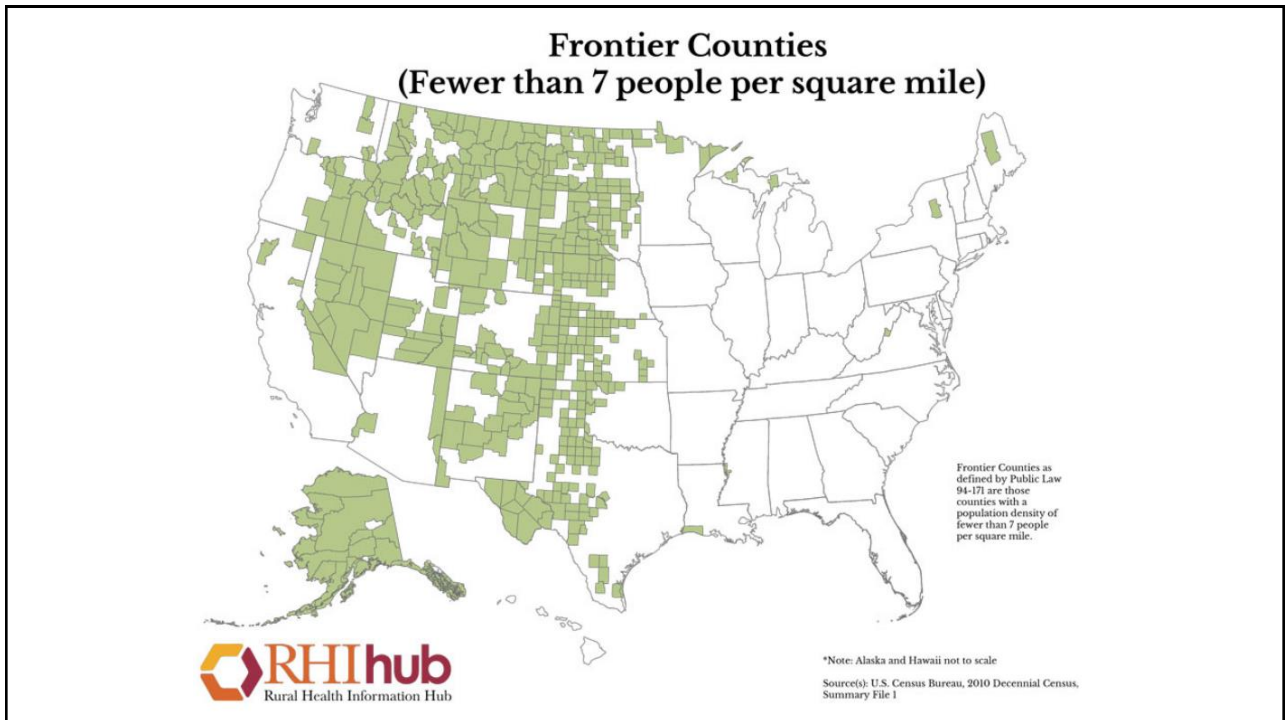 Frontier Counties
(Fewer than 7 people per square mile)
Frontier Counties as
defined by Public Law
94-171 are those
counties with a
population density of
fewer than 7 people
per square mile.
RHIhub
Rural Health Information Hub
*Note: Alaska and Hawaii not to scale
Source(s): U.S. Census Bureau, 2010 Decennial Census,
Summary File 1